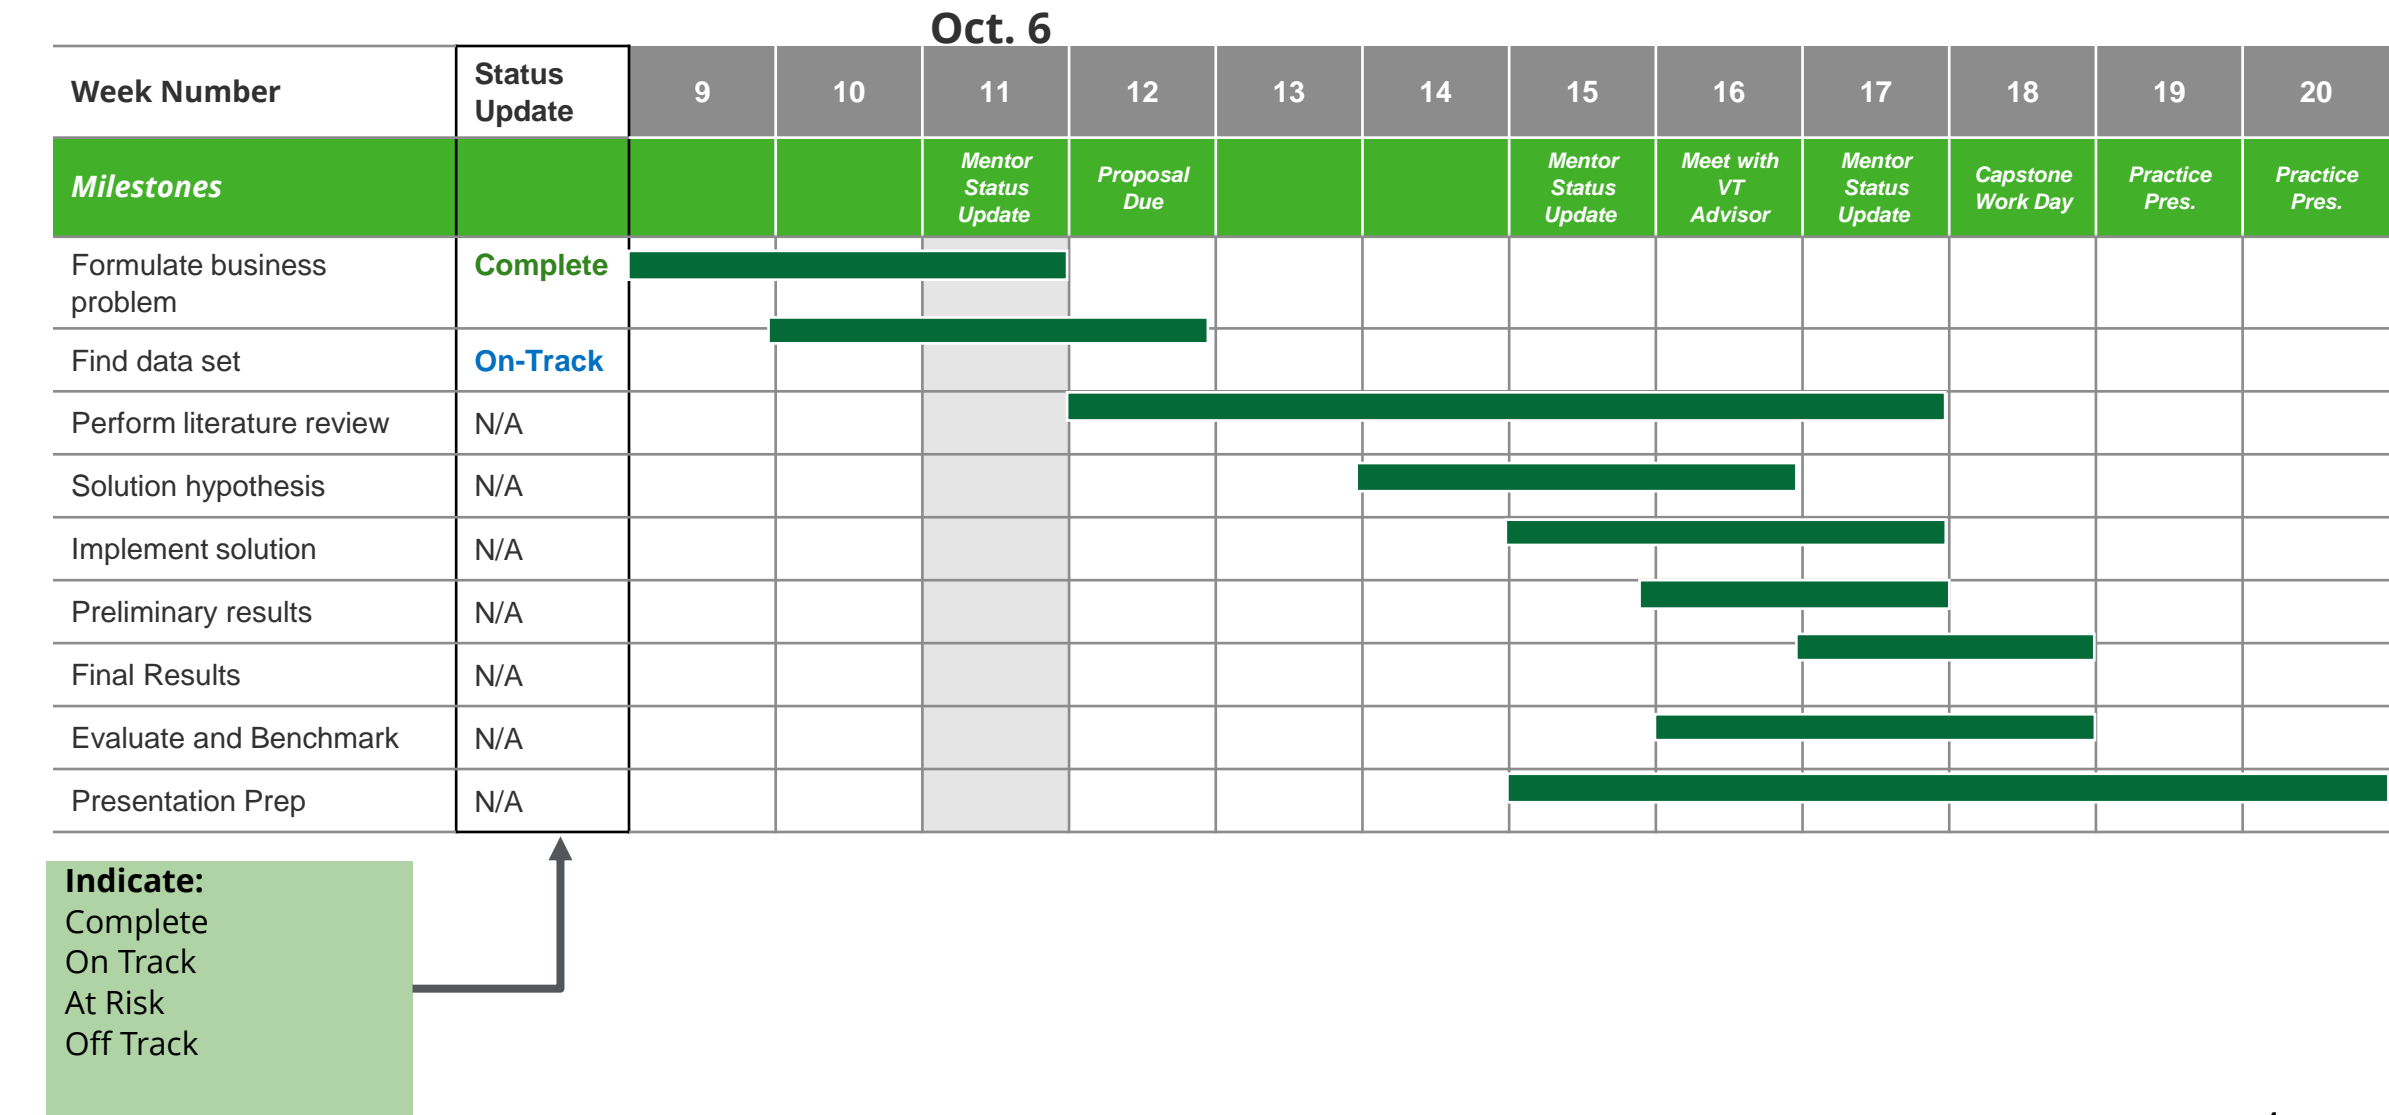 Oct. 6
Week Number
Status
Update
9 10 11 12 13 14 15 16 17 18 19 20
Milestones
Mentor
Status
Update
Proposal
Due
Mentor
Status
Update
Meet with
VT
Advisor
Mentor
Status
Update
Capstone
Work Day
Practice
Pres.
Practice
Pres.
Formulate business
problem
Complete
Find data set On-Track
Perform literature review N/A
Solution hypothesis N/A
Implement solution N/A
Preliminary results N/A
Final Results N/A
Evaluate and Benchmark N/A
Presentation Prep N/A
Indicate:
Complete
On Track
At Risk
Off Track